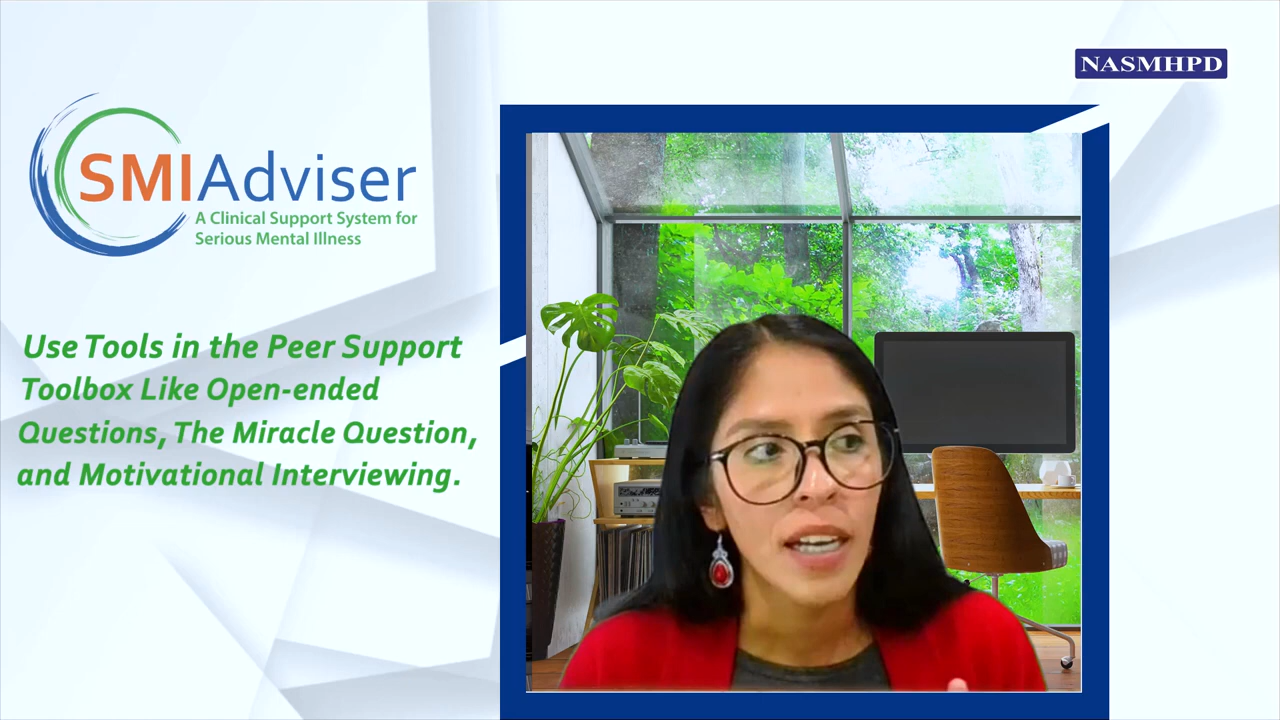 NASMHPD
SMIAdviser
A Clinical Support System for
Serious Mental Illness
Use Tools in the Peer Support
Toolbox Like Open-ended
Questions, The Miracle Question,
and Motivational Interviewing.